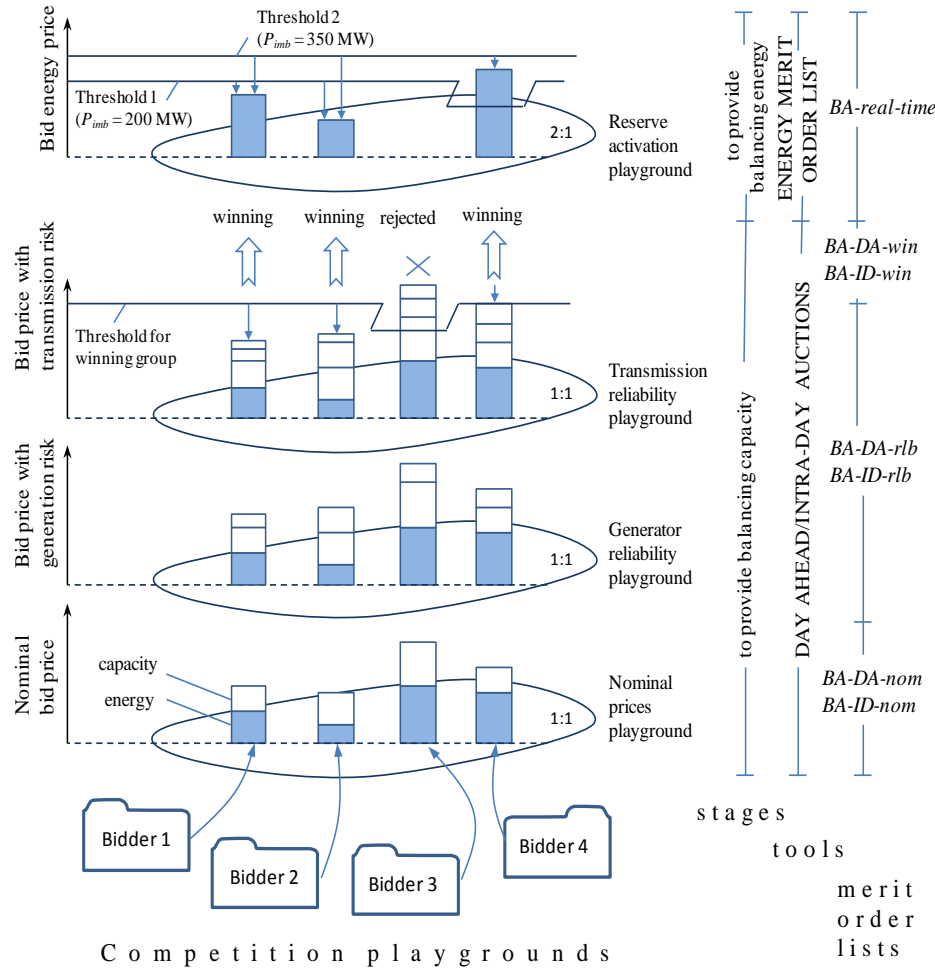 Bid energy price
Threshold 2
(P_imb = 350 MW)
Threshold 1
(P_imb = 200 MW)
2:1
Reserve
activation
playground
winning
winning
rejected
winning
Bid price with
transmission risk
Threshold for
winning group
1:1
Transmission
reliability
playground
Bid price with
generation risk
1:1
Generator
reliability
playground
Nominal
bid price
capacity
energy
1:1
Nominal
prices
playground
Bidder 1
Bidder 2
Bidder 3
Bidder 4
Competition playgrounds
to provide
balancing energy
to provide balancing capacity
ENERGY MERIT
ORDER LIST
DAY AHEAD/INTRA-DAY AUCTIONS
BA-real-time
BA-DA-win
BA-ID-win
BA-DA-rlb
BA-ID-rlb
BA-DA-nom
BA-ID-nom
stages
tools
merit
order
lists